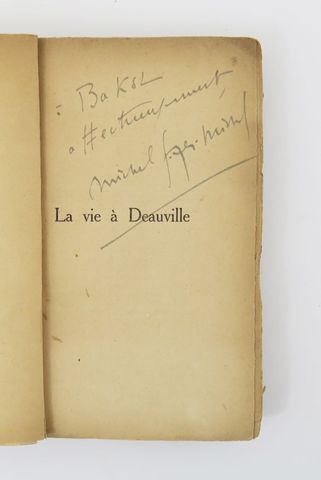 à Bakst
affectueusement,
Michel Georges-Michel
La vie à Deauville